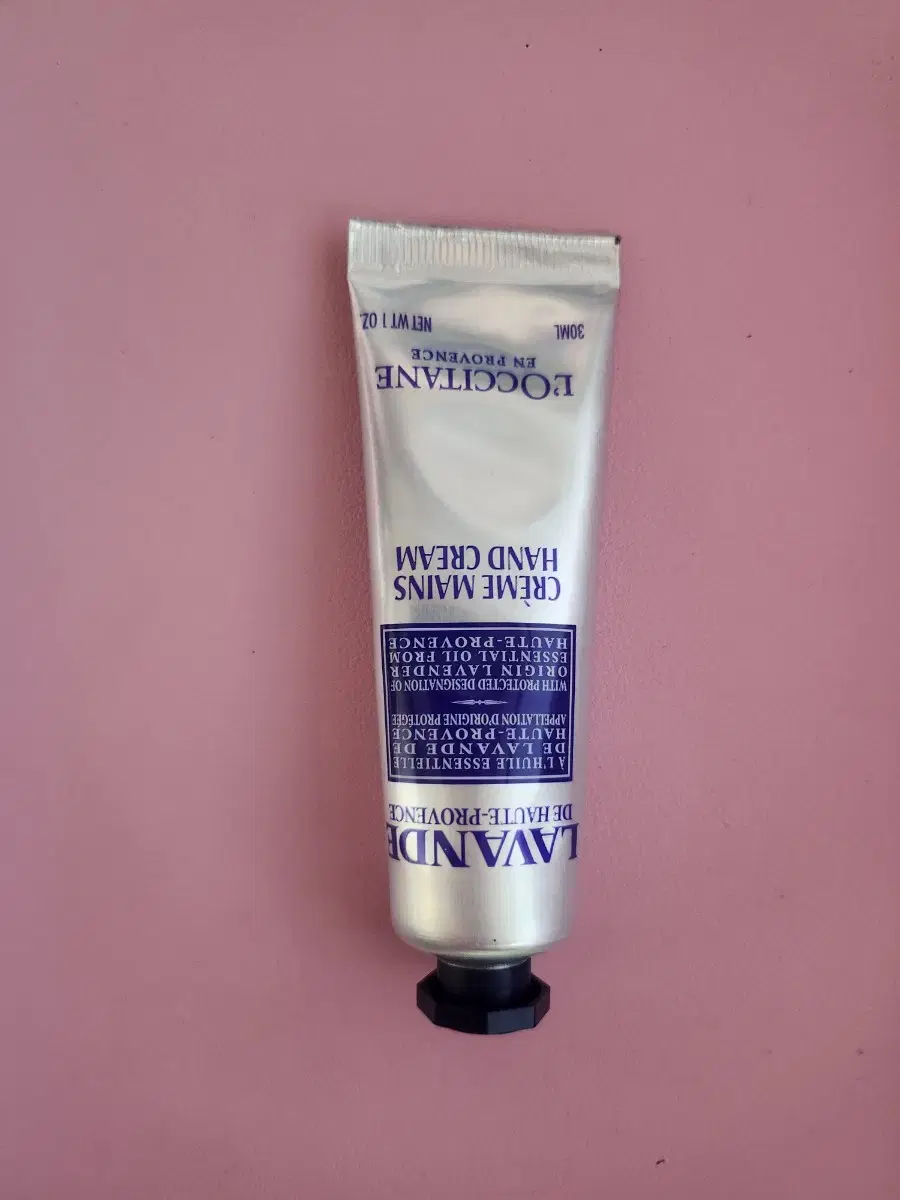 LAVANDE
DE HAUTE-PROVENCE
À L'HUILE ESSENTIELLE
DE LAVANDE DE
HAUTE-PROVENCE
APPELLATION D'ORIGINE PROTÉGÉE
WITH PROTECTED DESIGNATION OF
ORIGIN LAVENDER
ESSENTIAL OIL FROM
HAUTE-PROVENCE
CRÈME MAINS
HAND CREAM
L'OCCITANE
EN PROVENCE
30ML NET WT 1 OZ.